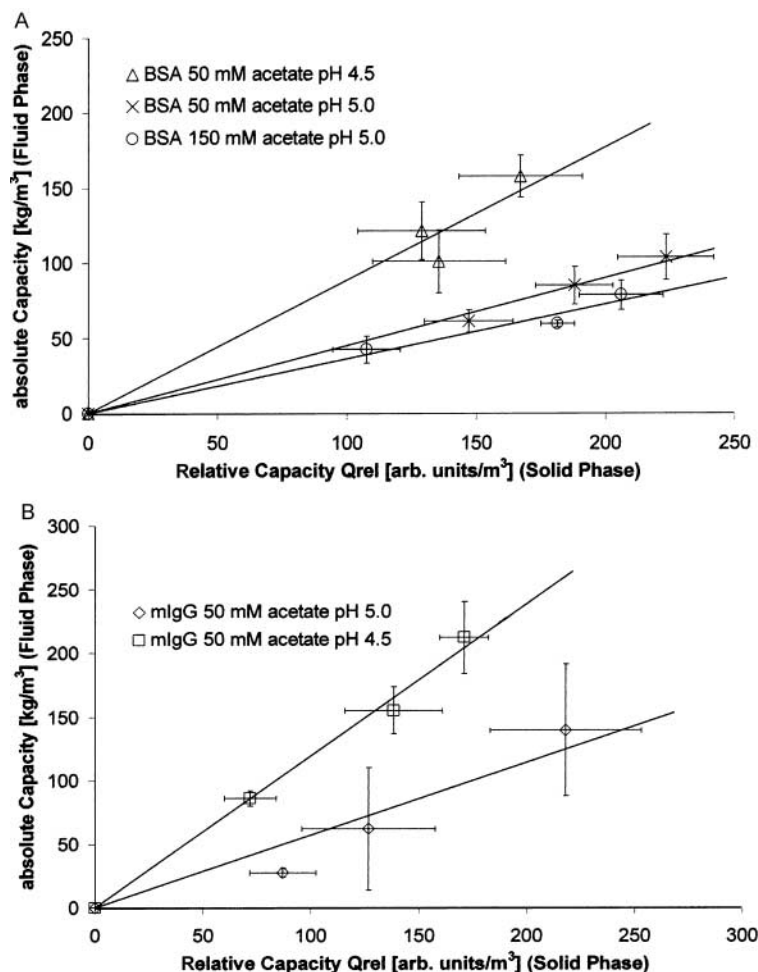 A
absolute Capacity [kg/m³] (Fluid Phase)
250
200
150
100
50
0
△ BSA 50 mM acetate pH 4.5
✕ BSA 50 mM acetate pH 5.0
○ BSA 150 mM acetate pH 5.0
0 50 100 150 200 250
Relative Capacity Qrel [arb. units/m³] (Solid Phase)
B
absolute Capacity [kg/m³] (Fluid Phase)
300
250
200
150
100
50
0
◇ mIgG 50 mM acetate pH 5.0
□ mIgG 50 mM acetate pH 4.5
0 50 100 150 200 250 300
Relative Capacity Qrel [arb. units/m³] (Solid Phase)